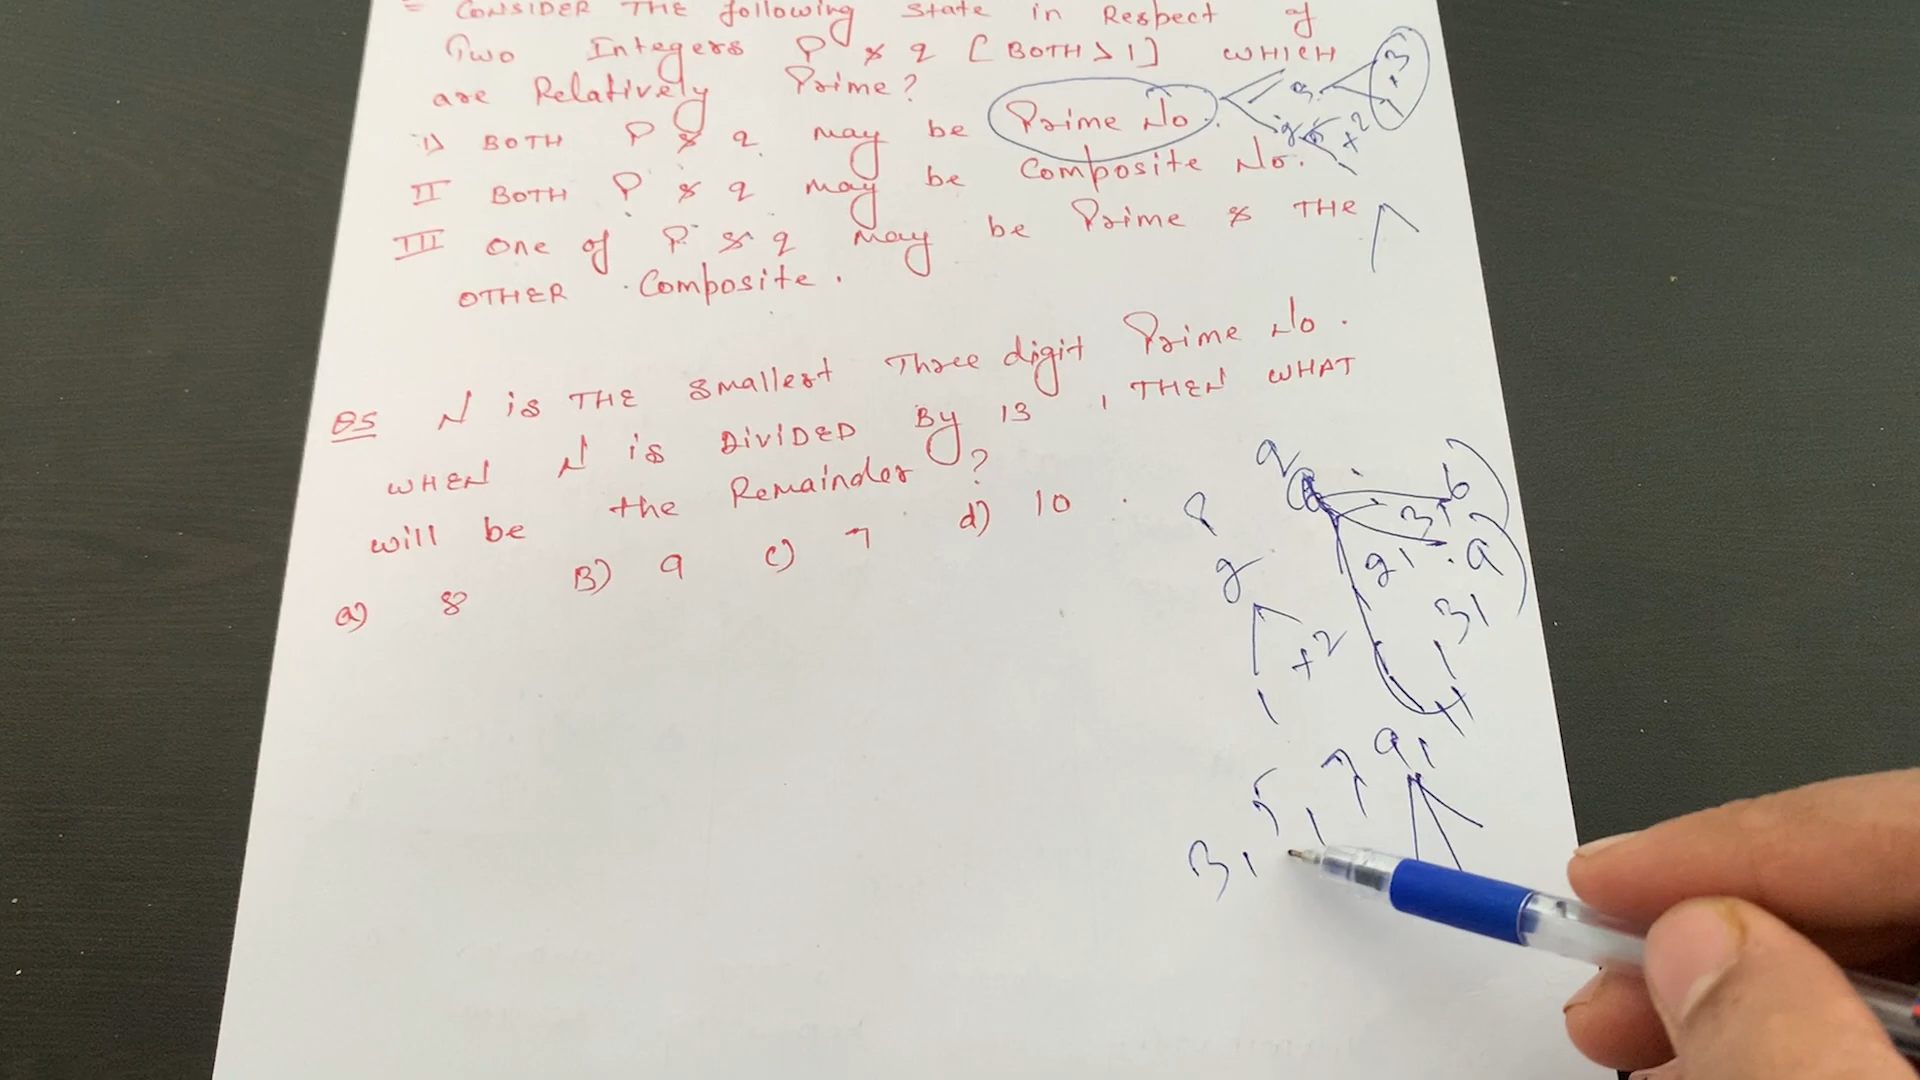 = CONSIDER THE following state in Respect of
Two Integers P & q [BOTH > 1] WHICH
are Relatively Prime?
i) BOTH P & q may be Prime No.
II BOTH P & q may be Composite No.
III One of P & q may be Prime & THE
OTHER Composite.
Q5 N is THE smallest Three digit Prime No.
WHEN N is DiViDED By 13, THEN WHAT
will be the Remainder?
a) 8 B) 9 c) 7 d) 10